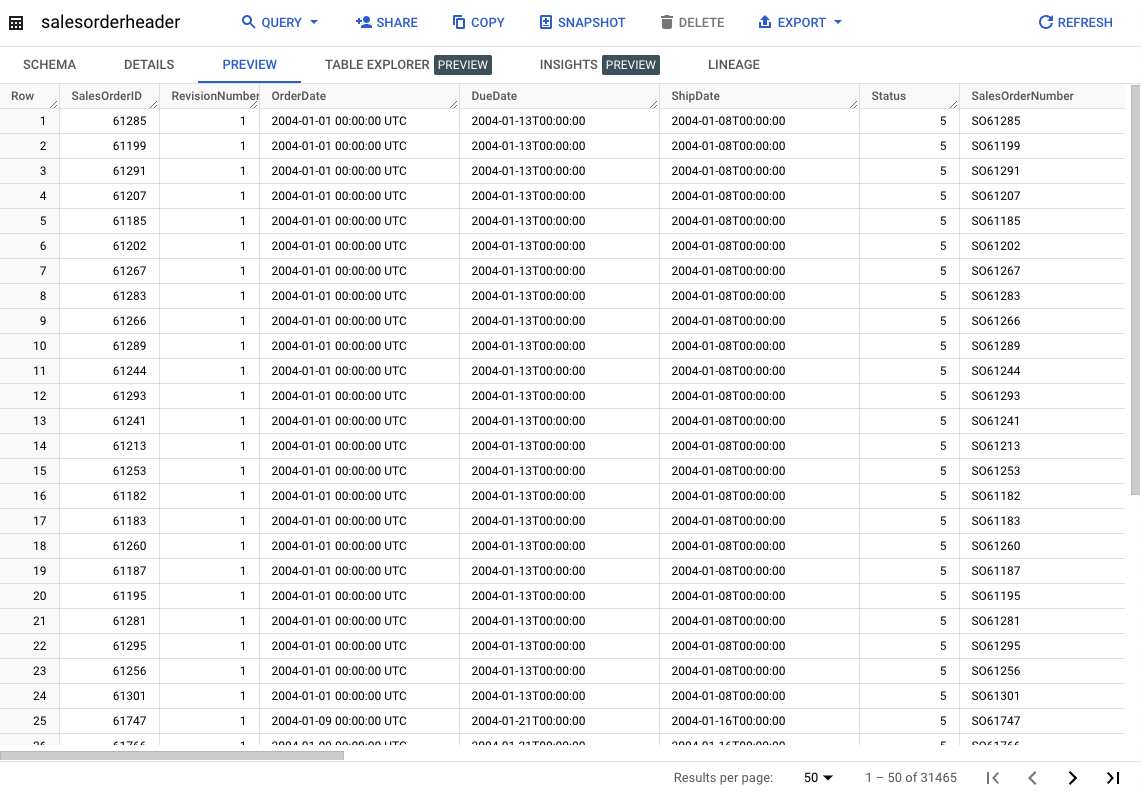 salesorderheader QUERY SHARE COPY SNAPSHOT DELETE EXPORT REFRESH
SCHEMA DETAILS PREVIEW TABLE EXPLORER PREVIEW INSIGHTS PREVIEW LINEAGE
Row SalesOrderID RevisionNumber OrderDate DueDate ShipDate Status SalesOrderNumber
1 61285 1 2004-01-01 00:00:00 UTC 2004-01-13T00:00:00 2004-01-08T00:00:00 5 SO61285
2 61199 1 2004-01-01 00:00:00 UTC 2004-01-13T00:00:00 2004-01-08T00:00:00 5 SO61199
3 61291 1 2004-01-01 00:00:00 UTC 2004-01-13T00:00:00 2004-01-08T00:00:00 5 SO61291
4 61207 1 2004-01-01 00:00:00 UTC 2004-01-13T00:00:00 2004-01-08T00:00:00 5 SO61207
5 61185 1 2004-01-01 00:00:00 UTC 2004-01-13T00:00:00 2004-01-08T00:00:00 5 SO61185
6 61202 1 2004-01-01 00:00:00 UTC 2004-01-13T00:00:00 2004-01-08T00:00:00 5 SO61202
7 61267 1 2004-01-01 00:00:00 UTC 2004-01-13T00:00:00 2004-01-08T00:00:00 5 SO61267
8 61283 1 2004-01-01 00:00:00 UTC 2004-01-13T00:00:00 2004-01-08T00:00:00 5 SO61283
9 61266 1 2004-01-01 00:00:00 UTC 2004-01-13T00:00:00 2004-01-08T00:00:00 5 SO61266
10 61289 1 2004-01-01 00:00:00 UTC 2004-01-13T00:00:00 2004-01-08T00:00:00 5 SO61289
11 61244 1 2004-01-01 00:00:00 UTC 2004-01-13T00:00:00 2004-01-08T00:00:00 5 SO61244
12 61293 1 2004-01-01 00:00:00 UTC 2004-01-13T00:00:00 2004-01-08T00:00:00 5 SO61293
13 61241 1 2004-01-01 00:00:00 UTC 2004-01-13T00:00:00 2004-01-08T00:00:00 5 SO61241
14 61213 1 2004-01-01 00:00:00 UTC 2004-01-13T00:00:00 2004-01-08T00:00:00 5 SO61213
15 61253 1 2004-01-01 00:00:00 UTC 2004-01-13T00:00:00 2004-01-08T00:00:00 5 SO61253
16 61182 1 2004-01-01 00:00:00 UTC 2004-01-13T00:00:00 2004-01-08T00:00:00 5 SO61182
17 61183 1 2004-01-01 00:00:00 UTC 2004-01-13T00:00:00 2004-01-08T00:00:00 5 SO61183
18 61260 1 2004-01-01 00:00:00 UTC 2004-01-13T00:00:00 2004-01-08T00:00:00 5 SO61260
19 61187 1 2004-01-01 00:00:00 UTC 2004-01-13T00:00:00 2004-01-08T00:00:00 5 SO61187
20 61195 1 2004-01-01 00:00:00 UTC 2004-01-13T00:00:00 2004-01-08T00:00:00 5 SO61195
21 61281 1 2004-01-01 00:00:00 UTC 2004-01-13T00:00:00 2004-01-08T00:00:00 5 SO61281
22 61295 1 2004-01-01 00:00:00 UTC 2004-01-13T00:00:00 2004-01-08T00:00:00 5 SO61295
23 61256 1 2004-01-01 00:00:00 UTC 2004-01-13T00:00:00 2004-01-08T00:00:00 5 SO61256
24 61301 1 2004-01-01 00:00:00 UTC 2004-01-13T00:00:00 2004-01-08T00:00:00 5 SO61301
25 61747 1 2004-01-09 00:00:00 UTC 2004-01-21T00:00:00 2004-01-16T00:00:00 5 SO61747
Results per page: 50 1 – 50 of 31465